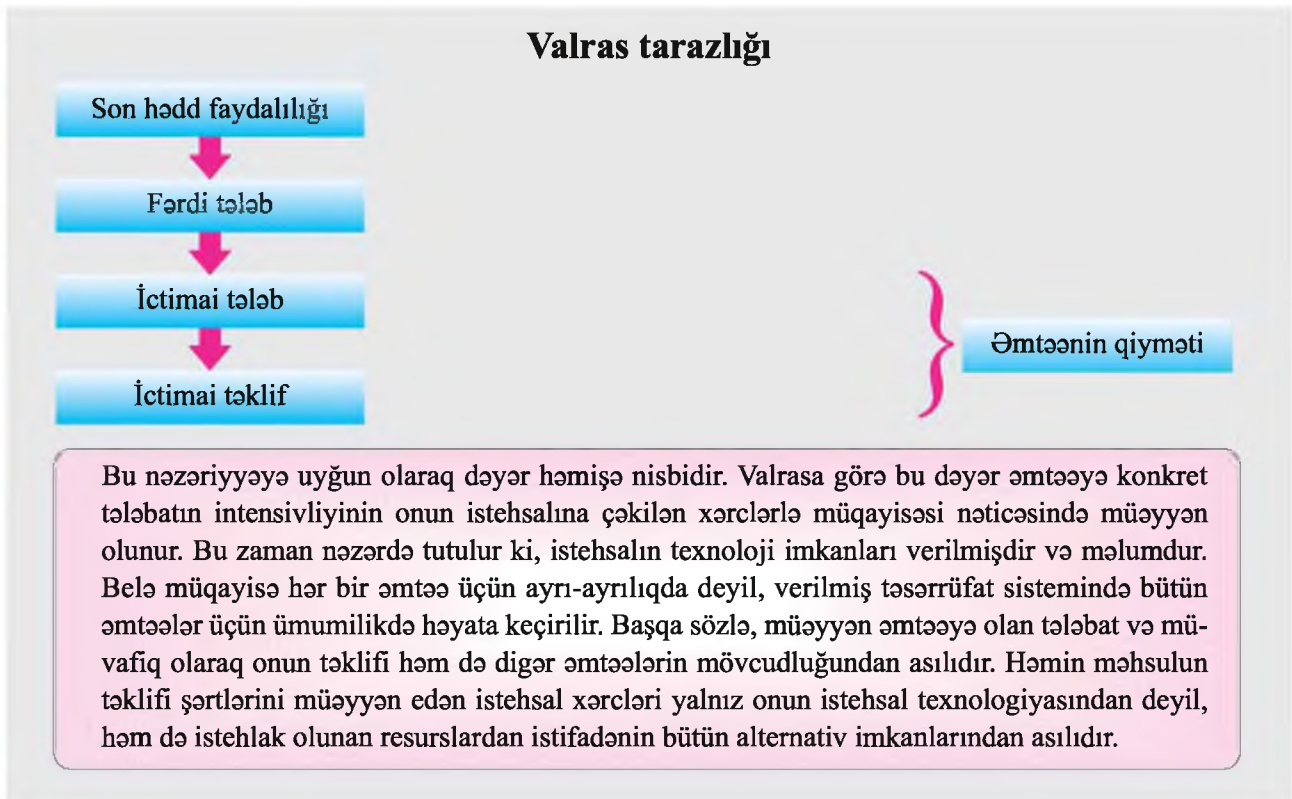 Valras tarazlığı
Son hədd faydalılığı
Fərdi tələb
İctimai tələb
İctimai təklif
Əmtəənin qiyməti
Bu nəzəriyyəyə uyğun olaraq dəyər həmişə nisbidir. Valrasa görə bu dəyər əmtəəyə konkret
tələbatın intensivliyinin onun istehsalına çəkilən xərclərlə müqayisəsi nəticəsində müəyyən
olunur. Bu zaman nəzərdə tutulur ki, istehsalın texnoloji imkanları verilmişdir və məlumdur.
Belə müqayisə hər bir əmtəə üçün ayrı-ayrılıqda deyil, verilmiş təsərrüfat sistemində bütün
əmtəələr üçün ümumilikdə həyata keçirilir. Başqa sözlə, müəyyən əmtəəyə olan tələbat və mü-
vafiq olaraq onun təklifi həm də digər əmtəələrin mövcudluğundan asılıdır. Həmin məhsulun
təklifi şərtlərini müəyyən edən istehsal xərcləri yalnız onun istehsal texnologiyasından deyil,
həm də istehlak olunan resurslardan istifadənin bütün alternativ imkanlarından asılıdır.